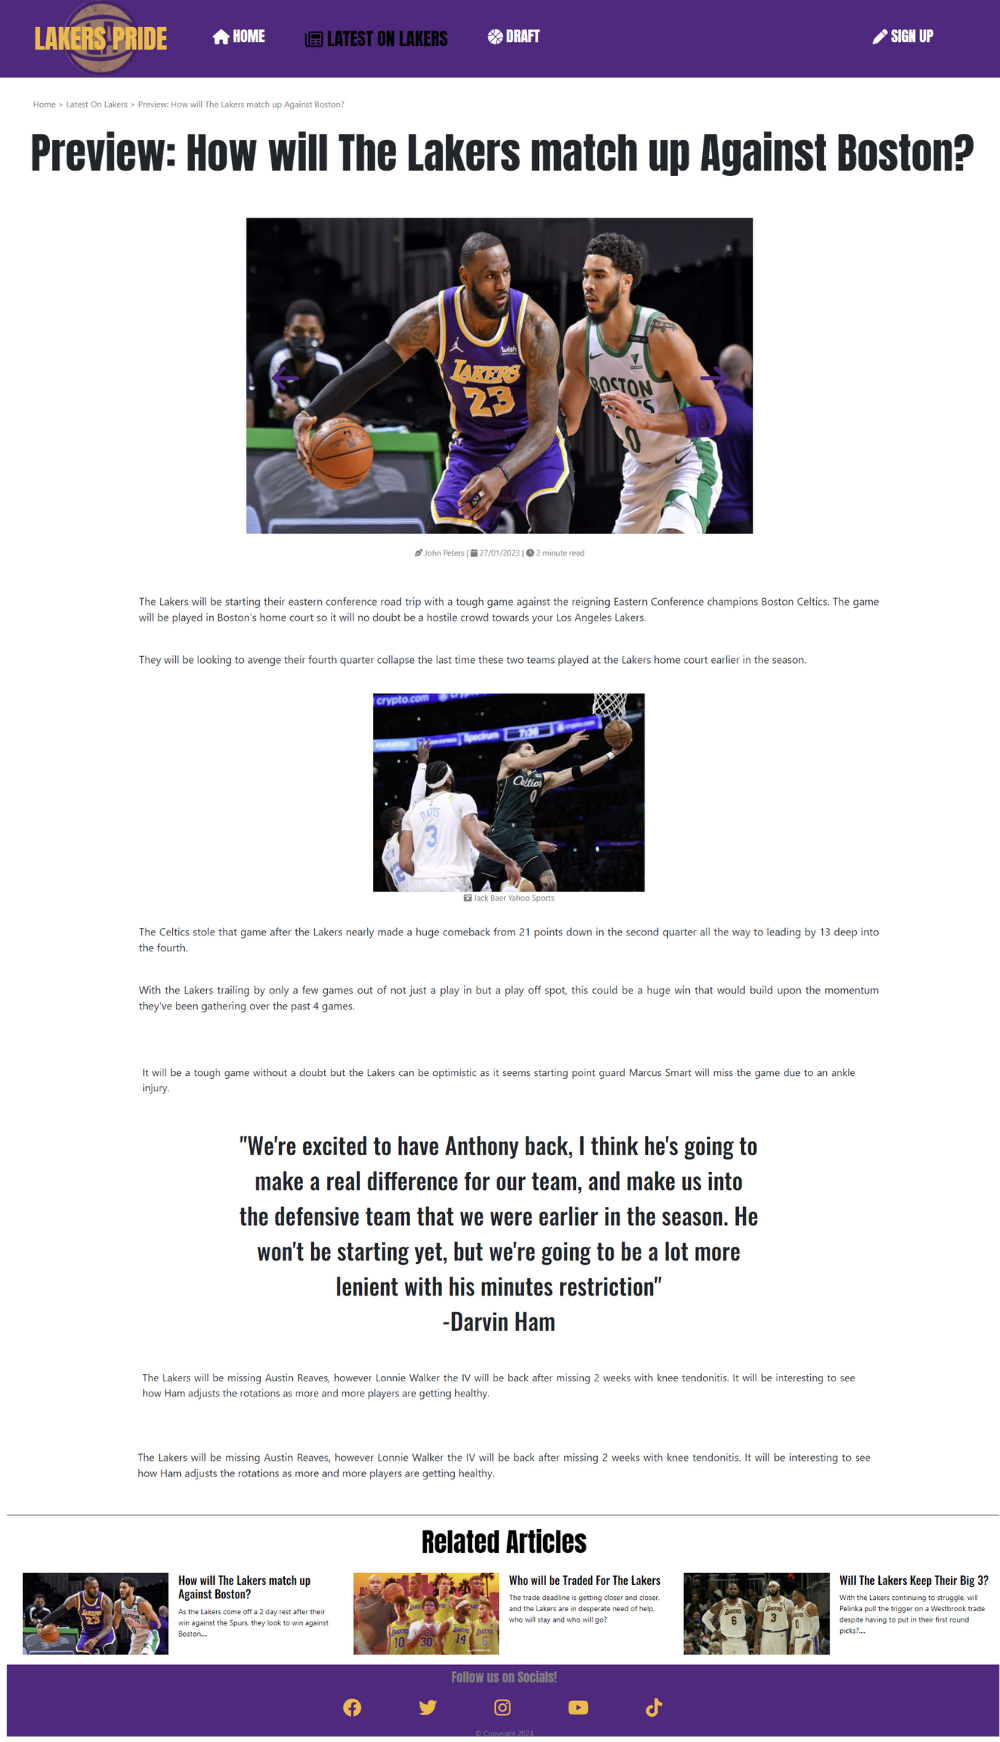 LAKERS PRIDE
HOME
LATEST ON LAKERS
DRAFT
SIGN UP
Home > Latest On Lakers > Preview: How will The Lakers match up Against Boston?
Preview: How will The Lakers match up Against Boston?
wish
LAKERS
23
BOSTON
0
John Peters | 27/01/2023 | 2 minute read
The Lakers will be starting their eastern conference road trip with a tough game against the reigning Eastern Conference champions Boston Celtics. The game
will be played in Boston's home court so it will no doubt be a hostile crowd towards your Los Angeles Lakers.
They will be looking to avenge their fourth quarter collapse the last time these two teams played at the Lakers home court earlier in the season.
crypto.com
Spectrum
7:36
crypto.com
Celtics
0
DAVIS
3
Jack Baer Yahoo Sports
The Celtics stole that game after the Lakers nearly made a huge comeback from 21 points down in the second quarter all the way to leading by 13 deep into
the fourth.
With the Lakers trailing by only a few games out of not just a play in but a play off spot, this could be a huge win that would build upon the momentum
they've been gathering over the past 4 games.
It will be a tough game without a doubt but the Lakers can be optimistic as it seems starting point guard Marcus Smart will miss the game due to an ankle
injury.
"We're excited to have Anthony back, I think he's going to
make a real difference for our team, and make us into
the defensive team that we were earlier in the season. He
won't be starting yet, but we're going to be a lot more
lenient with his minutes restriction"
-Darvin Ham
The Lakers will be missing Austin Reaves, however Lonnie Walker the IV will be back after missing 2 weeks with knee tendonitis. It will be interesting to see
how Ham adjusts the rotations as more and more players are getting healthy.
The Lakers will be missing Austin Reaves, however Lonnie Walker the IV will be back after missing 2 weeks with knee tendonitis. It will be interesting to see
how Ham adjusts the rotations as more and more players are getting healthy.
Related Articles
How will The Lakers match up
Against Boston?
As the Lakers come off a 2 day rest after their
win against the Spurs, they look to win against
Boston...
Who will be Traded For The Lakers
The trade deadline is getting closer and closer,
and the Lakers are in desperate need of help,
who will stay and who will go?
Will The Lakers Keep Their Big 3?
With the Lakers continuing to struggle, will
Pelinka pull the trigger on a Westbrook trade
despite having to put in their first round
picks?...
Follow us on Socials!
© Copyright 2024